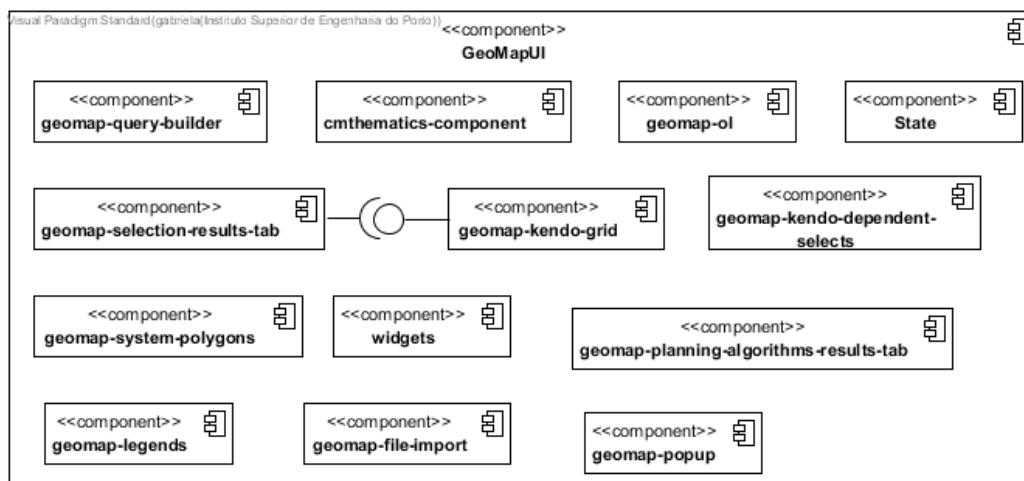 Visual Paradigm Standard(gabriela(Instituto Superior de Engenharia do Porto))
<<component>>
GeoMapUI
<<component>>
geomap-query-builder
<<component>>
cmthematics-component
<<component>>
geomap-ol
<<component>>
State
<<component>>
geomap-selection-results-tab
<<component>>
geomap-kendo-grid
<<component>>
geomap-kendo-dependent-
selects
<<component>>
geomap-system-polygons
<<component>>
widgets
<<component>>
geomap-planning-algorithms-results-tab
<<component>>
geomap-legends
<<component>>
geomap-file-import
<<component>>
geomap-popup